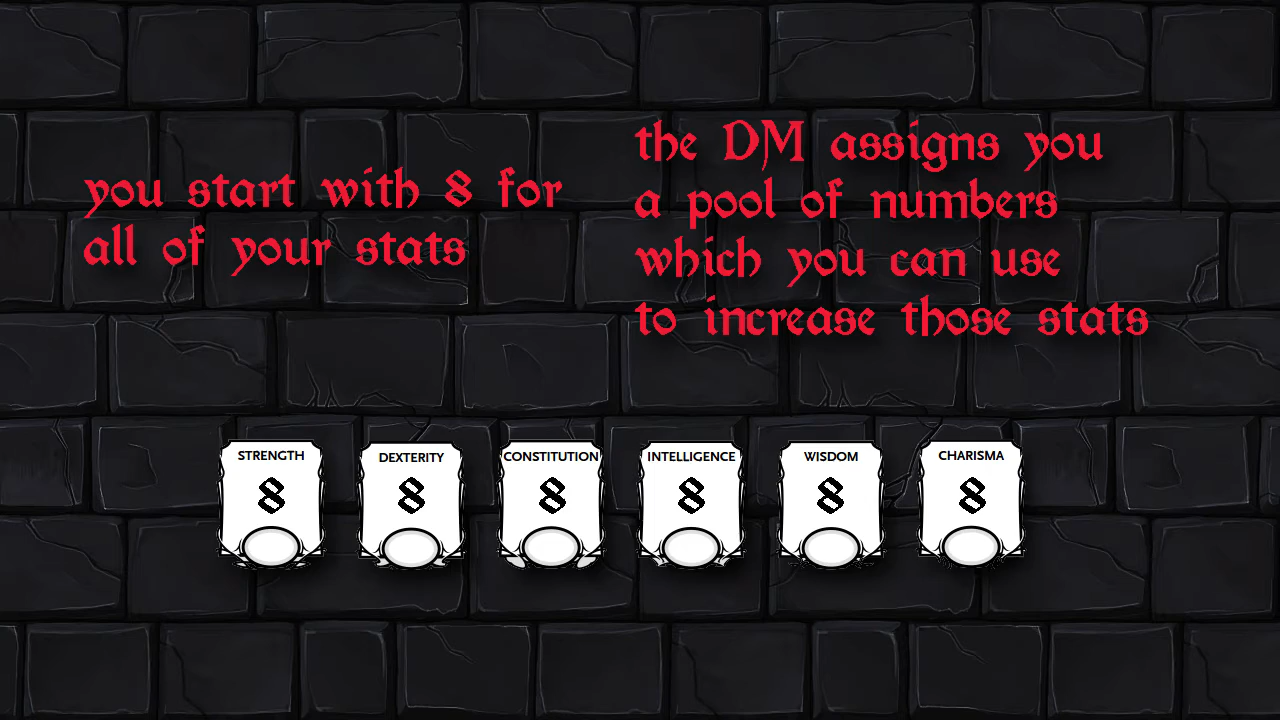 you start with 8 for
all of your stats
the DM assigns you
a pool of numbers
which you can use
to increase those stats
STRENGTH
8
DEXTERITY
8
CONSTITUTION
8
INTELLIGENCE
8
WISDOM
8
CHARISMA
8